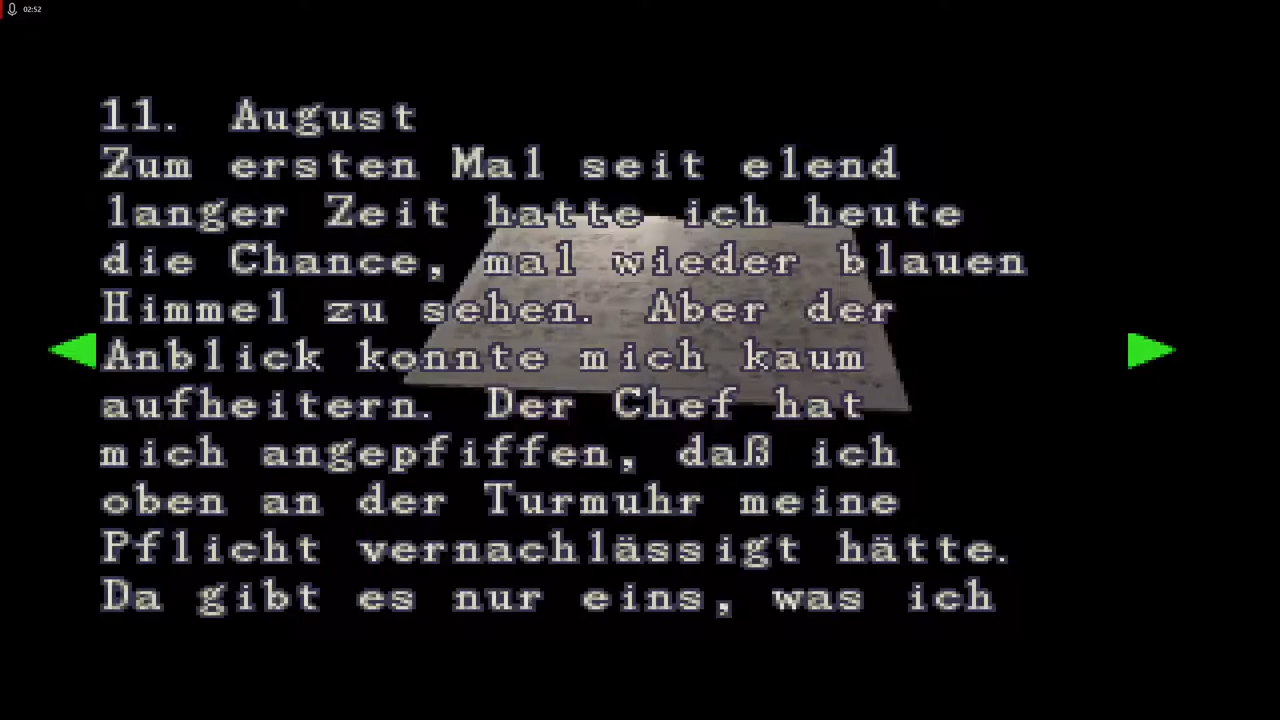 02:52
11. August
Zum ersten Mal seit elend
langer Zeit hatte ich heute
die Chance, mal wieder blauen
Himmel zu sehen. Aber der
Anblick konnte mich kaum
aufheitern. Der Chef hat
mich angepfiffen, daß ich
oben an der Turmuhr meine
Pflicht vernachlässigt hätte.
Da gibt es nur eins, was ich